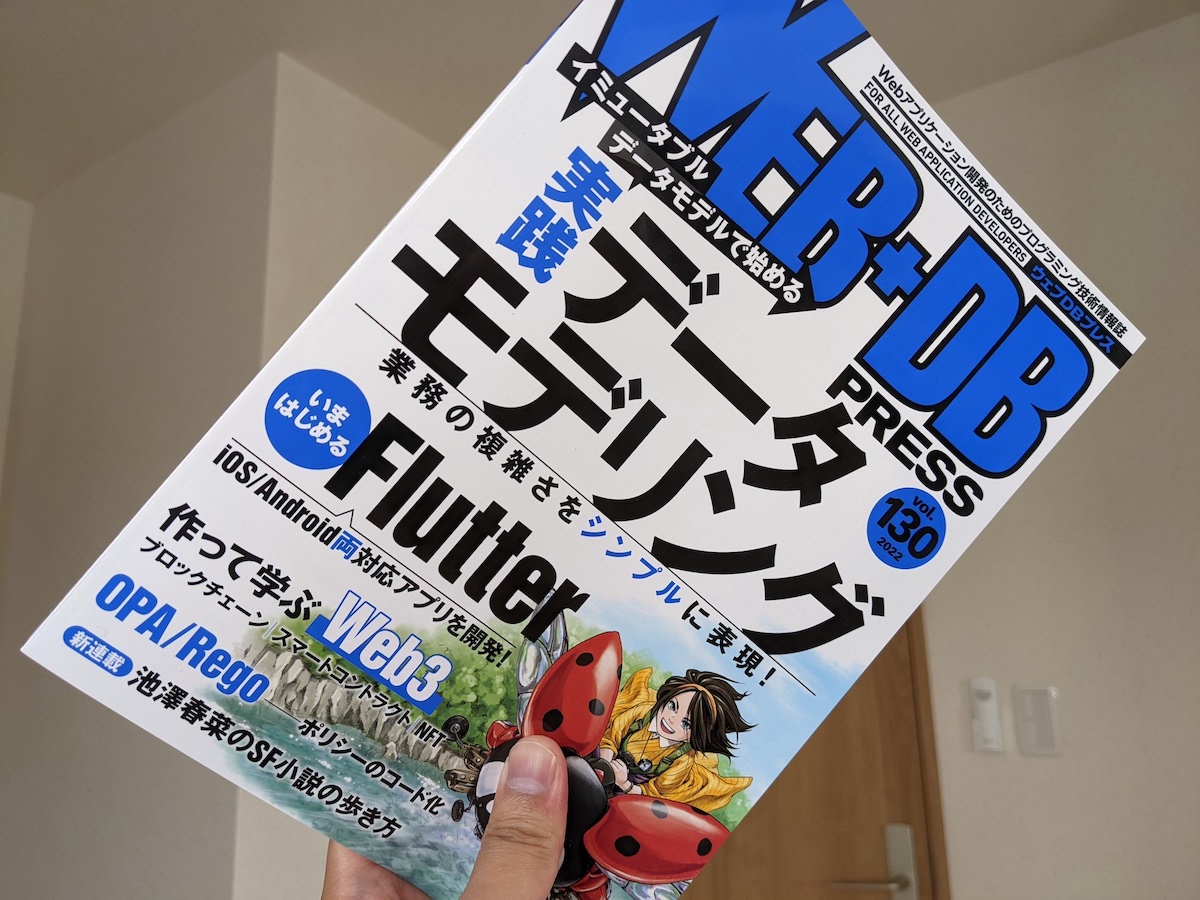 Webアプリケーション開発のためのプログラミング技術情報誌
FOR ALL WEB APPLICATION DEVELOPERS
ウェブDBプレス
WEB+DB
PRESS
vol.
130
2022
イミュータブル
データモデルで始める
実践
データ
モデリング
業務の複雑さをシンプルに表現!
いま
はじめる
Flutter
iOS/Android両対応アプリを開発!
作って学ぶ Web3
ブロックチェーン/スマートコントラクト/NFT
OPA/Rego ──ポリシーのコード化
新連載 池澤春菜のSF小説の歩き方